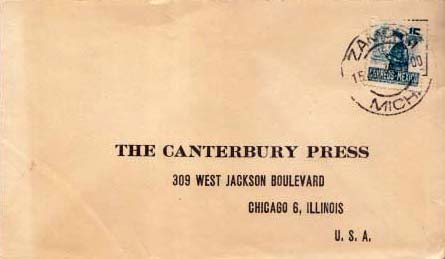 15
CORREOS-MEXICO
MICH.
THE CANTERBURY PRESS
309 WEST JACKSON BOULEVARD
CHICAGO 6, ILLINOIS
U. S. A.